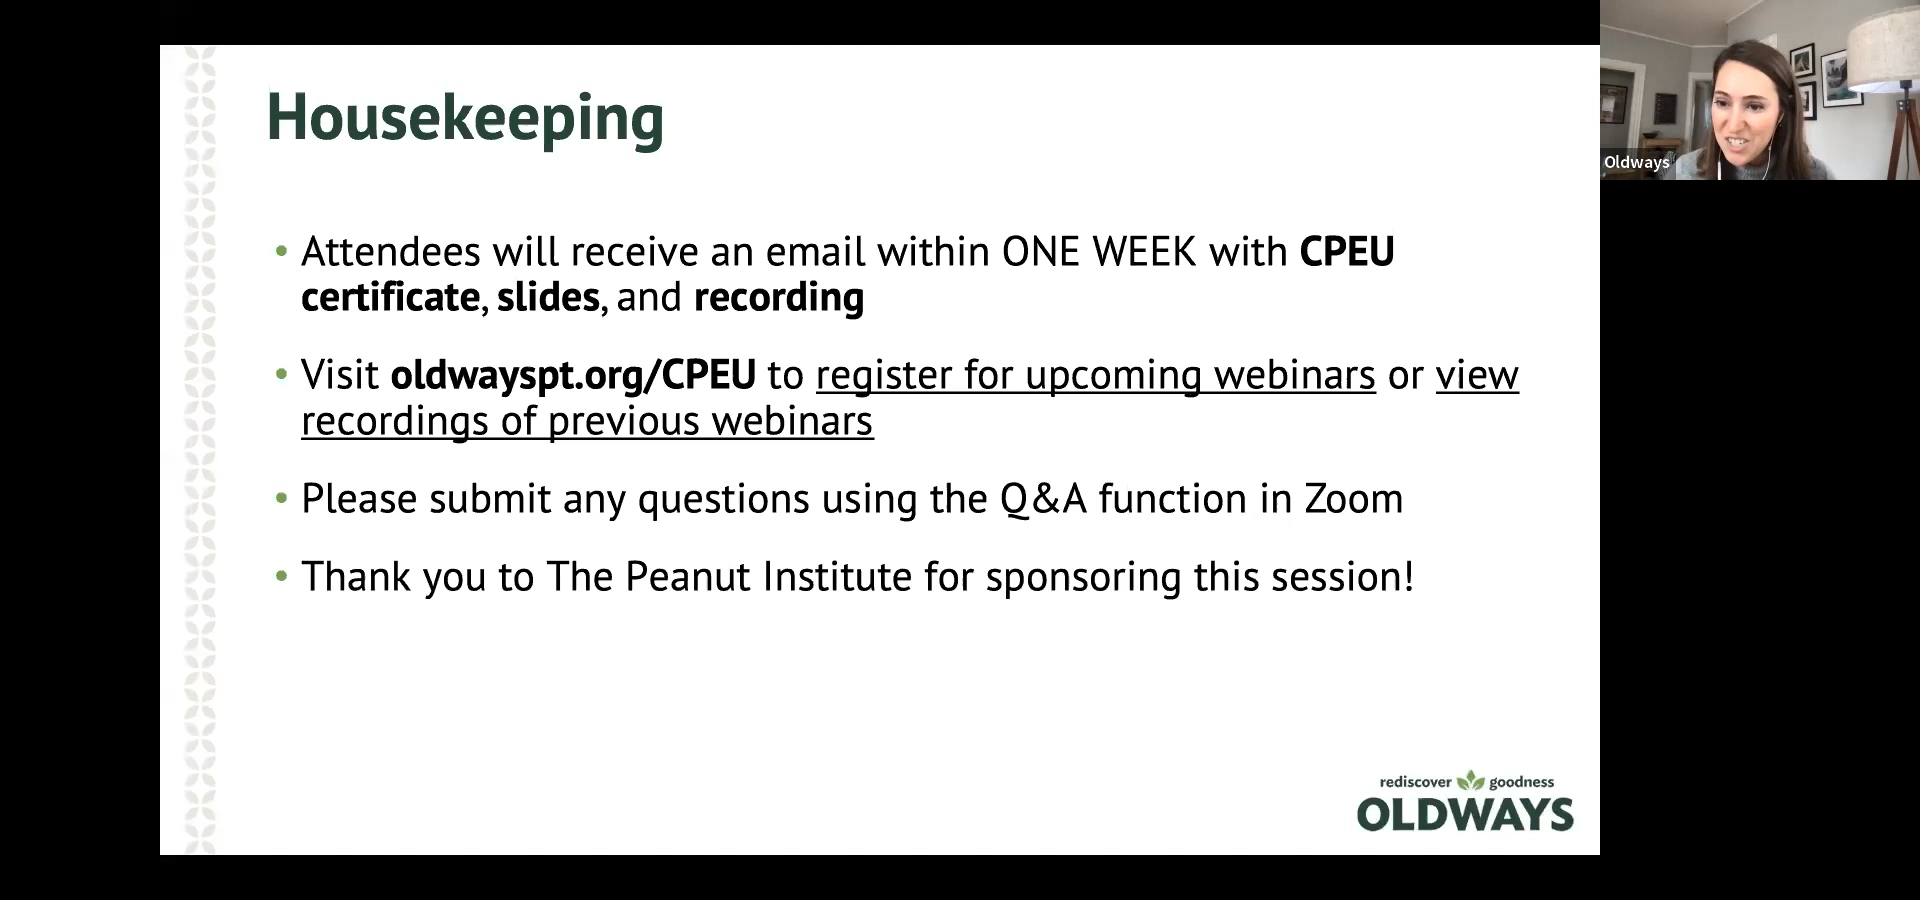 Housekeeping
• Attendees will receive an email within ONE WEEK with CPEU
certificate, slides, and recording
• Visit oldwayspt.org/CPEU to register for upcoming webinars or view
recordings of previous webinars
• Please submit any questions using the Q&A function in Zoom
• Thank you to The Peanut Institute for sponsoring this session!
rediscover goodness
OLDWAYS
Oldways